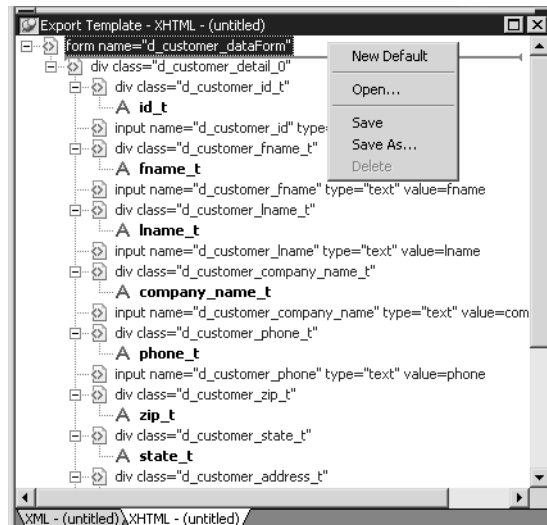 Export Template - XHTML - (untitled)
form name="d_customer_dataForm"
div class="d_customer_detail_0"
div class="d_customer_id_t"
id_t
input name="d_customer_id" type=
div class="d_customer_fname_t"
fname_t
input name="d_customer_fname" type="text" value=fname
div class="d_customer_lname_t"
lname_t
input name="d_customer_lname" type="text" value=lname
div class="d_customer_company_name_t"
company_name_t
input name="d_customer_company_name" type="text" value=com
div class="d_customer_phone_t"
phone_t
input name="d_customer_phone" type="text" value=phone
div class="d_customer_zip_t"
zip_t
div class="d_customer_state_t"
state_t
div class="d_customer_address_t"
New Default
Open...
Save
Save As...
Delete
XML - (untitled) XHTML - (untitled)